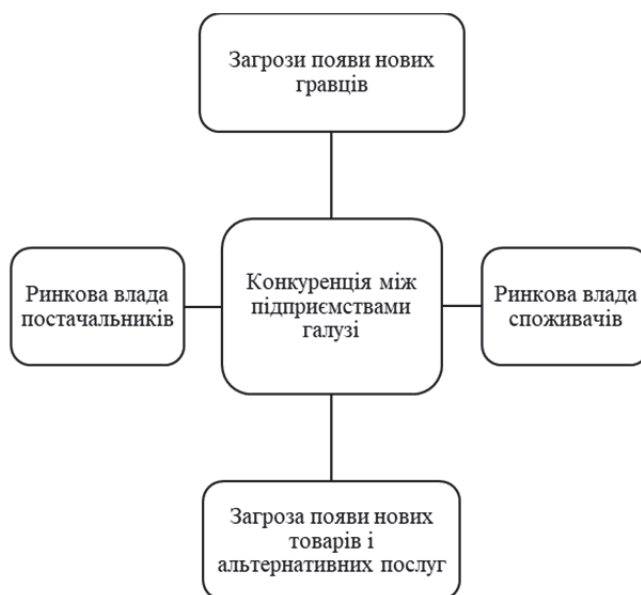 Загрози появи нових
гравців
Ринкова влада
постачальників
Конкуренція між
підприємствами
галузі
Ринкова влада
споживачів
Загроза появи нових
товарів і
альтернативних послуг